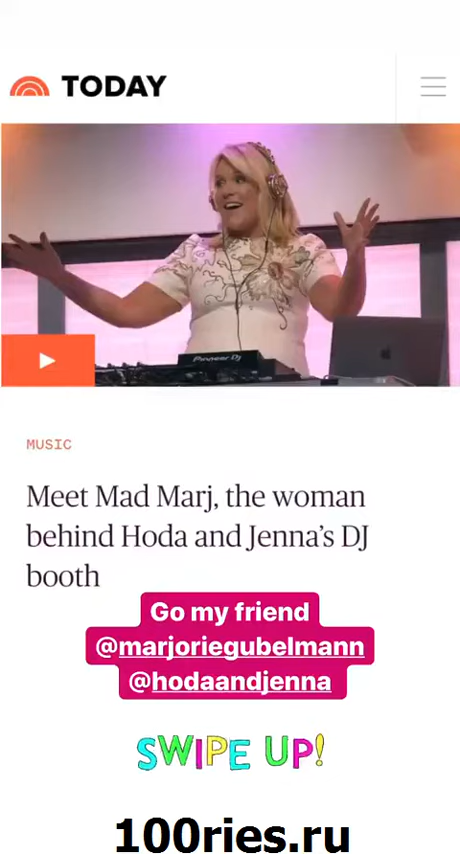 TODAY
Pioneer Dj
MUSIC
Meet Mad Marj, the woman
behind Hoda and Jenna’s DJ
booth
Go my friend
@marjoriegubelmann
@hodaandjenna
SWIPE UP!
100ries.ru